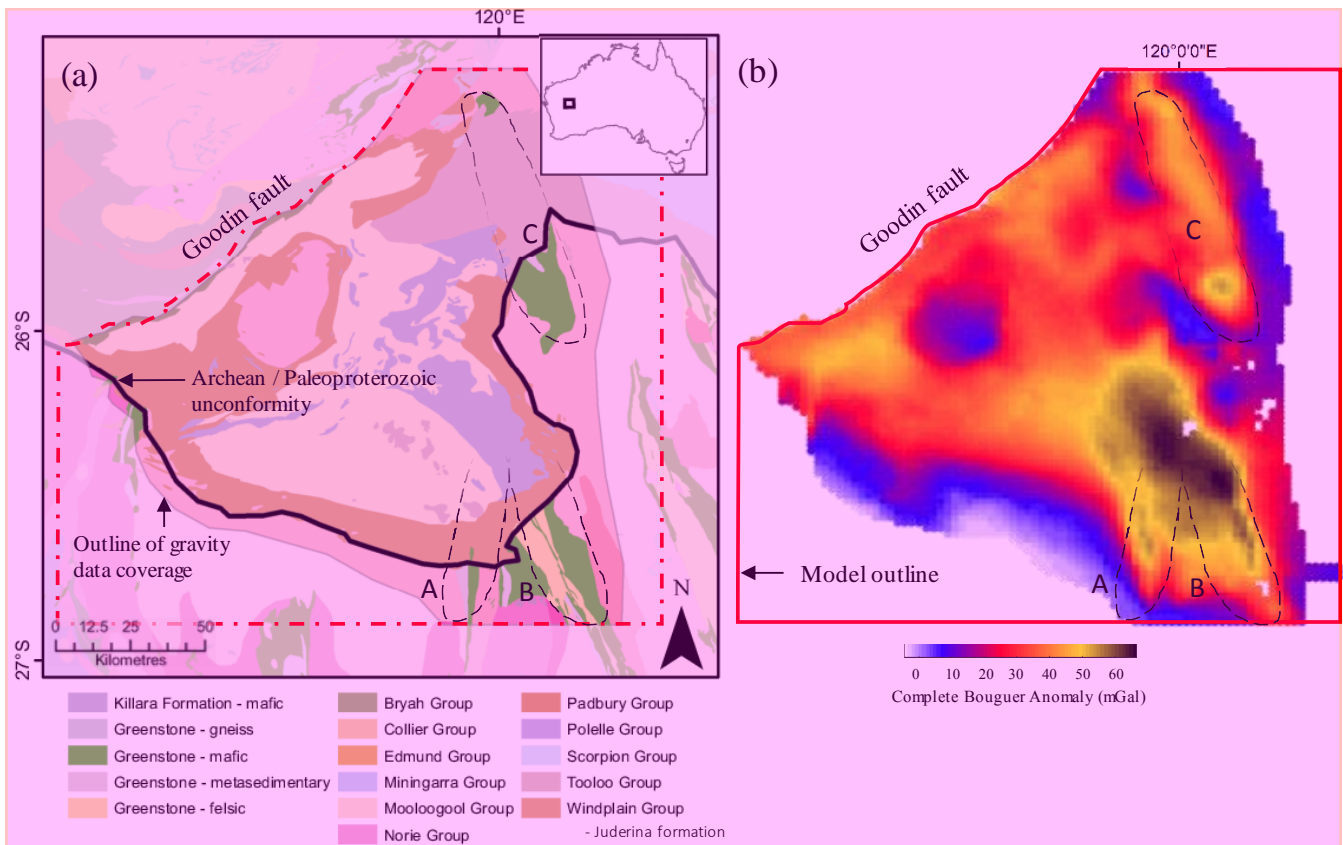 120°E
(a)
Goodin fault
C
26°S
Archean / Paleoproterozoic
unconformity
Outline of gravity
data coverage
A
B
N
0 12.5 25 50
Kilometres
27°S
Killara Formation - mafic
Greenstone - gneiss
Greenstone - mafic
Greenstone - metasedimentary
Greenstone - felsic
Bryah Group
Collier Group
Edmund Group
Miningarra Group
Mooloogool Group
Norie Group
Padbury Group
Polelle Group
Scorpion Group
Tooloo Group
Windplain Group
- Juderina formation
120°0'0"E
(b)
Goodin fault
C
Model outline
A
B
0 10 20 30 40 50 60
Complete Bouguer Anomaly (mGal)